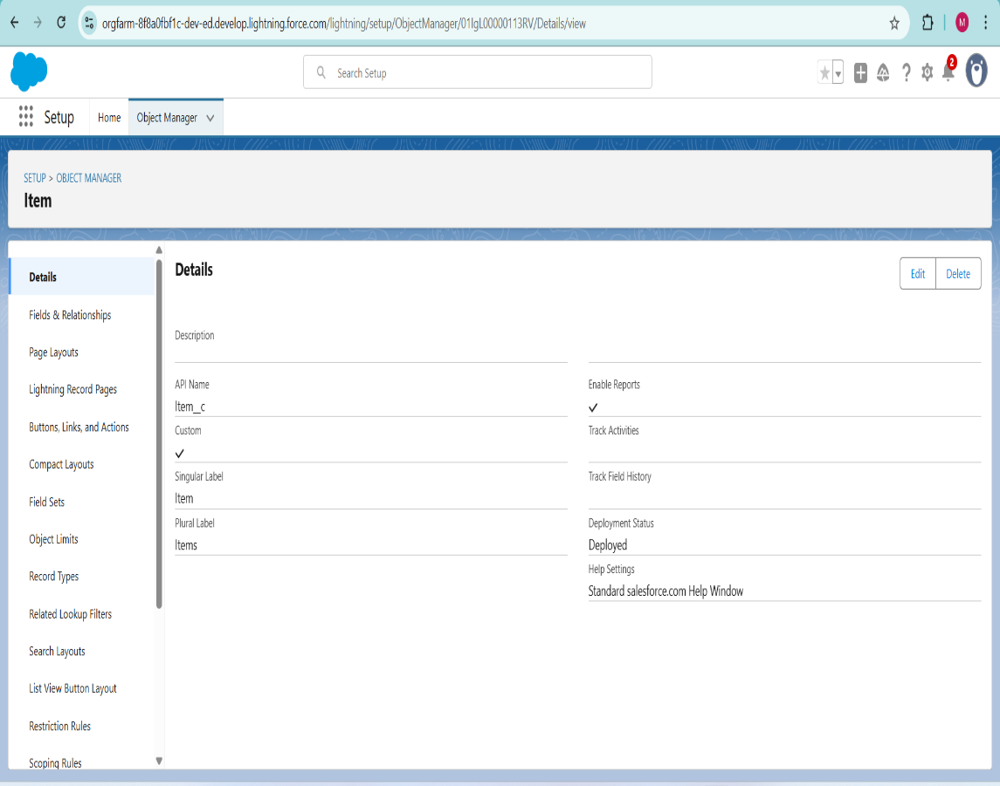 orgfarm-8f8a0fbf1c-dev-ed.develop.lightning.force.com/lightning/setup/ObjectManager/01IgL00000113RV/Details/view
M
Search Setup
2
Setup
Home
Object Manager
SETUP > OBJECT MANAGER
Item
Details
Fields & Relationships
Page Layouts
Lightning Record Pages
Buttons, Links, and Actions
Compact Layouts
Field Sets
Object Limits
Record Types
Related Lookup Filters
Search Layouts
List View Button Layout
Restriction Rules
Scoping Rules
Details
Edit
Delete
Description
API Name
Item__c
Custom
Singular Label
Item
Plural Label
Items
Enable Reports
Track Activities
Track Field History
Deployment Status
Deployed
Help Settings
Standard salesforce.com Help Window